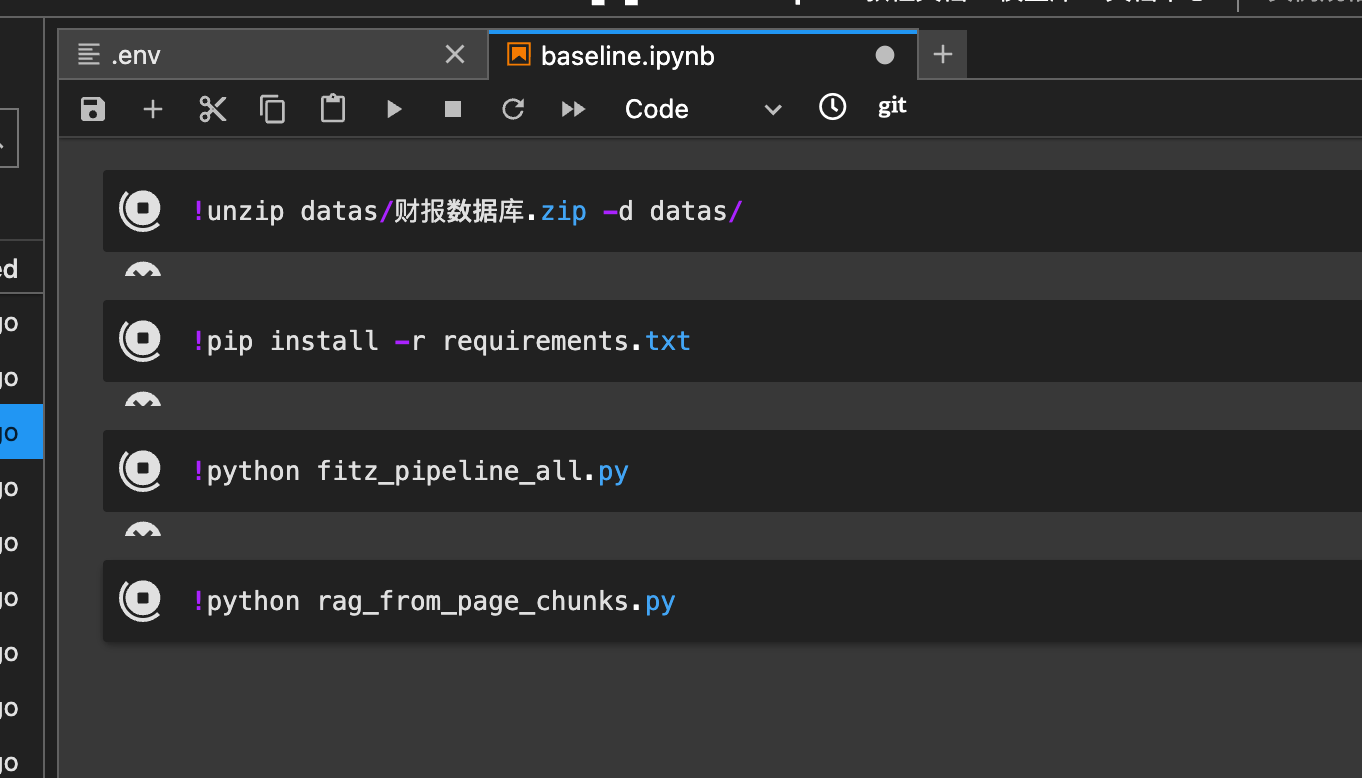 .env
baseline.ipynb
Code
git
!unzip datas/财报数据库.zip -d datas/
!pip install -r requirements.txt
!python fitz_pipeline_all.py
!python rag_from_page_chunks.py
ed
go
go
go
go
go
go
go
go
go